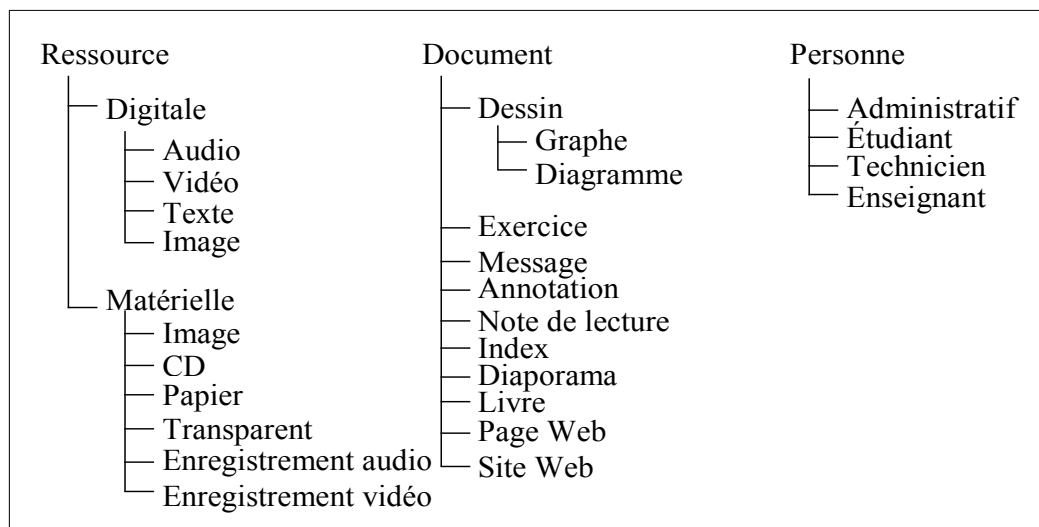 Ressource
Digitale
Audio
Vidéo
Texte
Image
Matérielle
Image
CD
Papier
Transparent
Enregistrement audio
Enregistrement vidéo
Document
Dessin
Graphe
Diagramme
Exercice
Message
Annotation
Note de lecture
Index
Diaporama
Livre
Page Web
Site Web
Personne
Administratif
Étudiant
Technicien
Enseignant